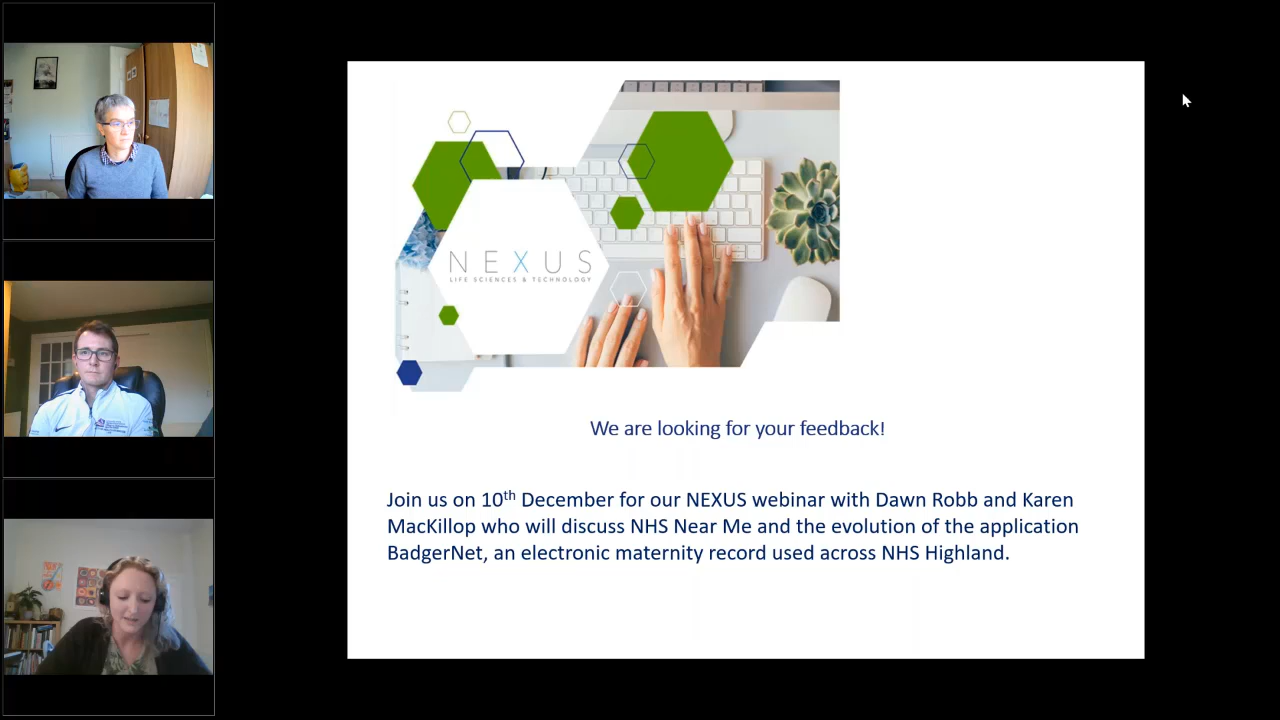 NEXUS
LIFE SCIENCES & TECHNOLOGY
We are looking for your feedback!
Join us on 10th December for our NEXUS webinar with Dawn Robb and Karen
MacKillop who will discuss NHS Near Me and the evolution of the application
BadgerNet, an electronic maternity record used across NHS Highland.